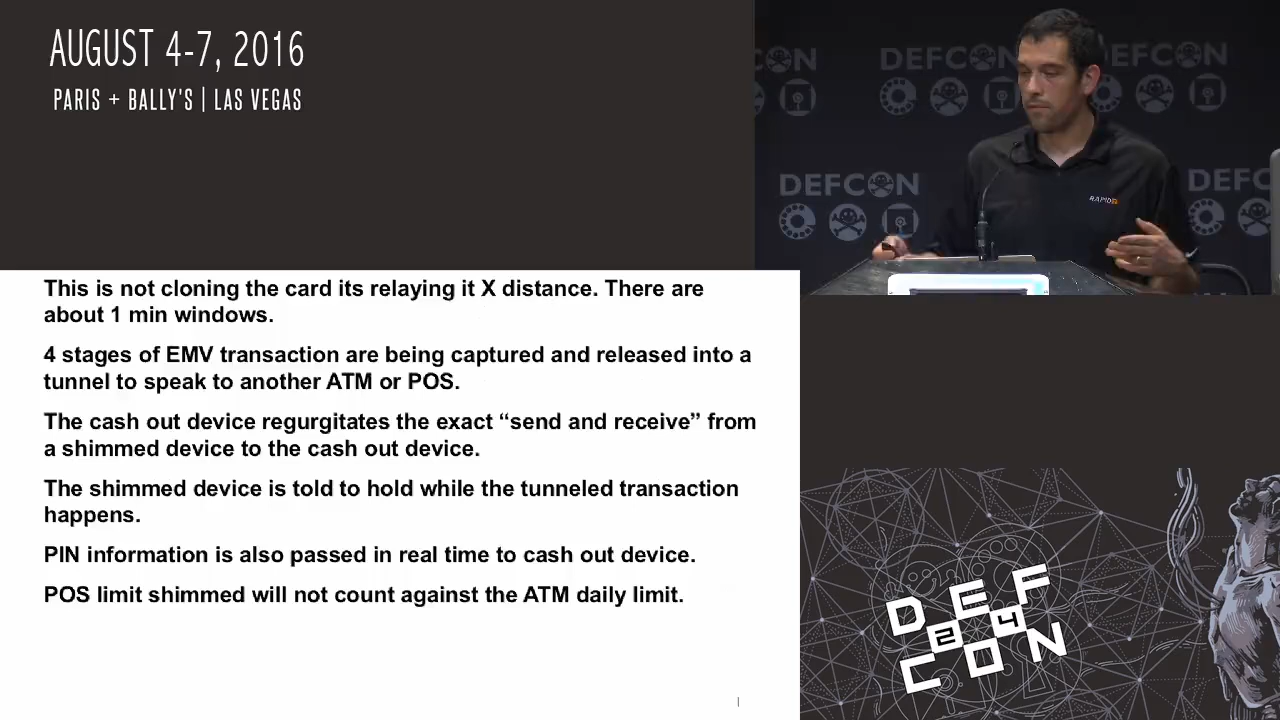 AUGUST 4-7, 2016
PARIS + BALLY'S | LAS VEGAS
DEFCON
DEFCON
DEFCON
DEFCON
RAPID7
This is not cloning the card its relaying it X distance. There are
about 1 min windows.
4 stages of EMV transaction are being captured and released into a
tunnel to speak to another ATM or POS.
The cash out device regurgitates the exact “send and receive” from
a shimmed device to the cash out device.
The shimmed device is told to hold while the tunneled transaction
happens.
PIN information is also passed in real time to cash out device.
POS limit shimmed will not count against the ATM daily limit.
DEF
24
CON